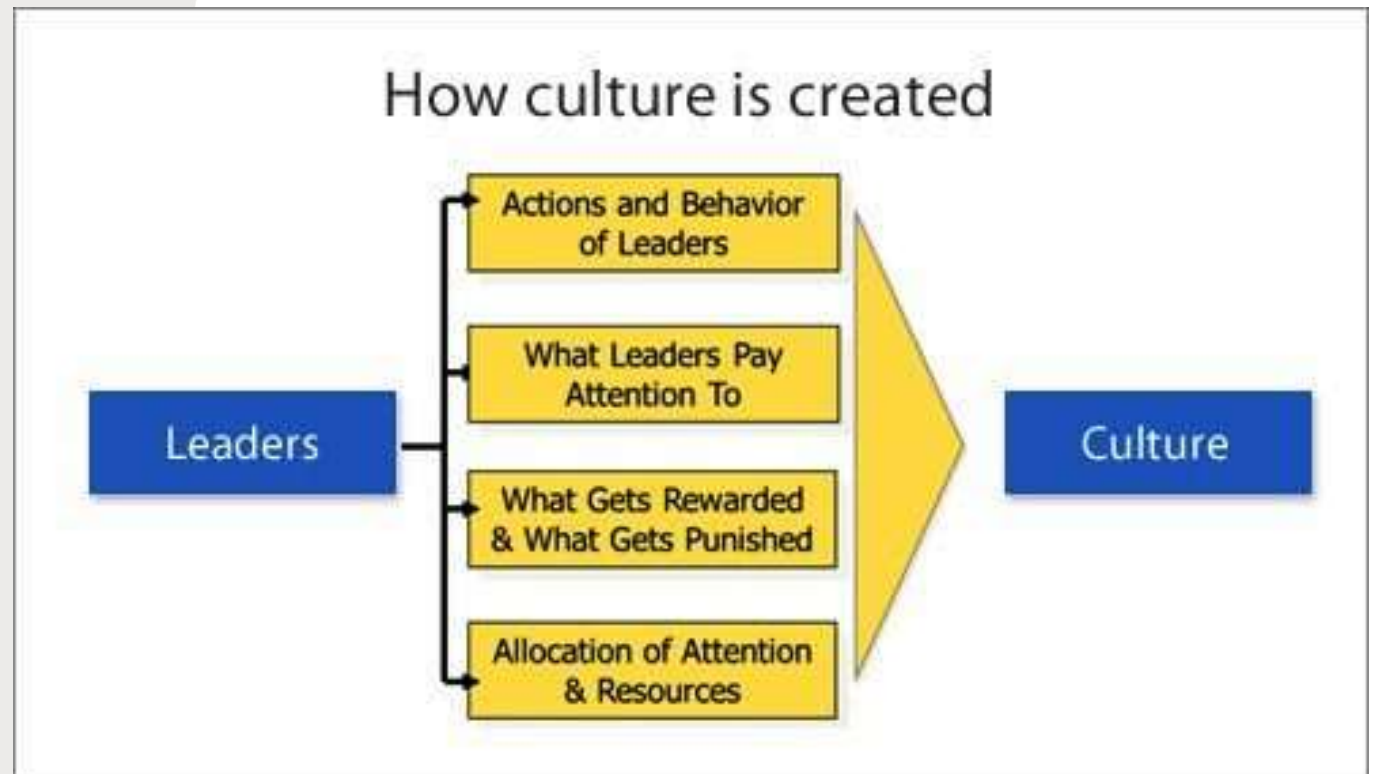 How culture is created
Actions and Behavior
of Leaders
What Leaders Pay
Attention To
Leaders
Culture
What Gets Rewarded
& What Gets Punished
Allocation of Attention
& Resources